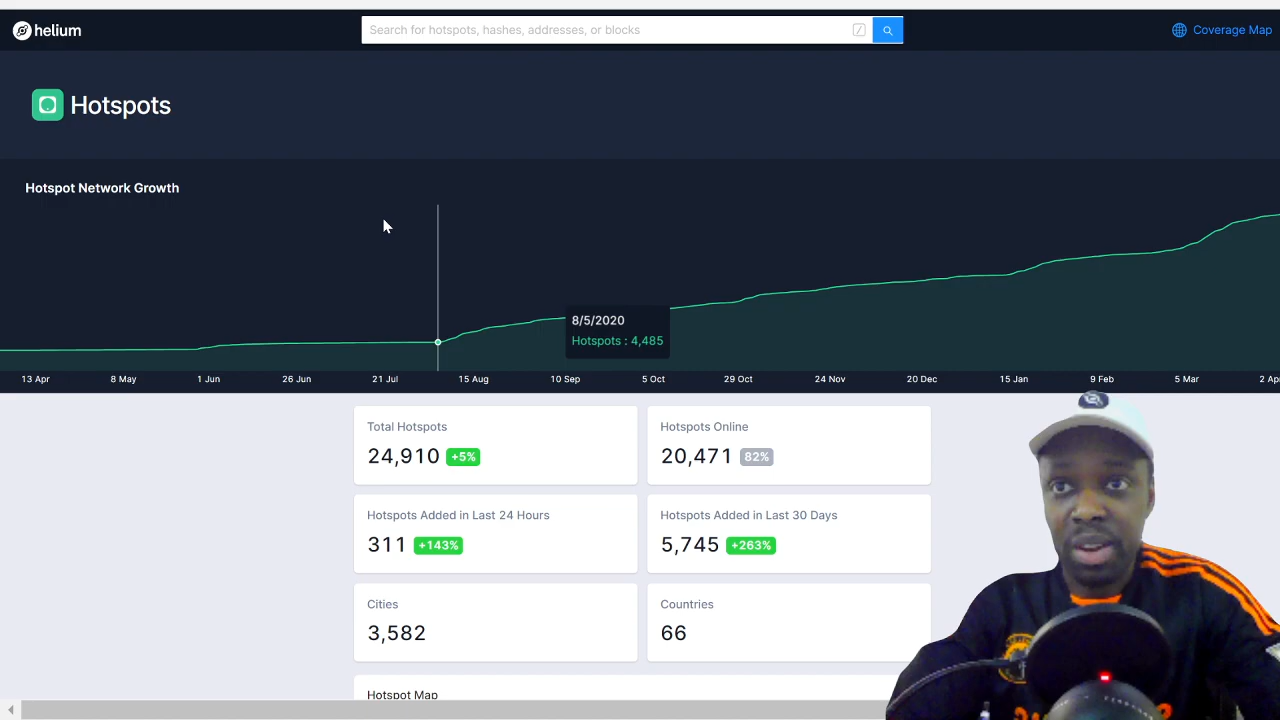 helium
Search for hotspots, hashes, addresses, or blocks
/
Coverage Map
Hotspots
Hotspot Network Growth
8/5/2020
Hotspots : 4,485
13 Apr 8 May 1 Jun 26 Jun 21 Jul 15 Aug 10 Sep 5 Oct 29 Oct 24 Nov 20 Dec 15 Jan 9 Feb 5 Mar 2 Ap
Total Hotspots
24,910 +5%
Hotspots Online
20,471 82%
Hotspots Added in Last 24 Hours
311 +143%
Hotspots Added in Last 30 Days
5,745 +263%
Cities
3,582
Countries
66
Hotspot Map